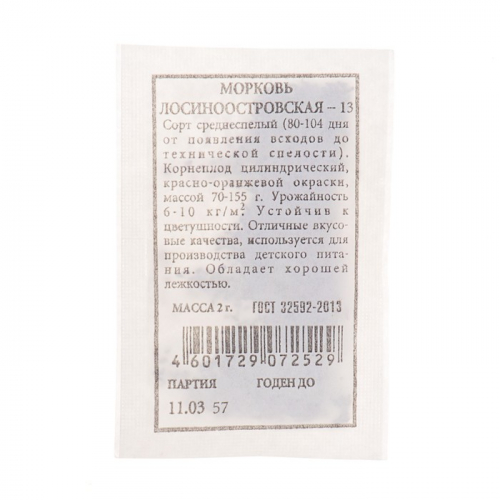 МОРКОВЬ
ЛОСИНООСТРОВСКАЯ – 13
Сорт среднеспелый (80-104 дня
от появления всходов до
технической спелости).
Корнеплод цилиндрический,
красно-оранжевой окраски,
массой 70-155 г. Урожайность
6-10 кг/м². Устойчив к
цветушности. Отличные вкусо-
вые качества, используется для
производства детского пита-
ния. Обладает хорошей
лежкостью.
МАССА 2 г. ГОСТ 32592-2013
4 601729 072529
ПАРТИЯ ГОДЕН ДО
11.03 57